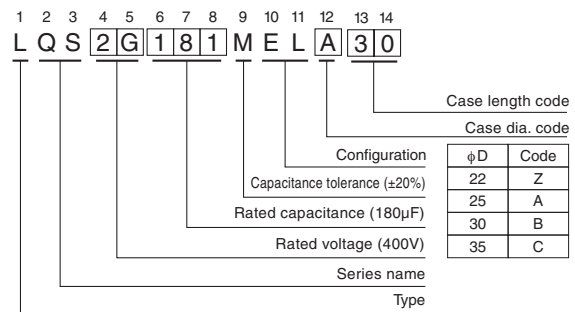 1 2 3 4 5 6 7 8 9 10 11 12 13 14
L Q S 2 G 1 8 1 M E L A 3 0
Case length code
Case dia. code
Configuration
Capacitance tolerance (±20%)
Rated capacitance (180µF)
Rated voltage (400V)
Series name
Type
ϕD Code
22 Z
25 A
30 B
35 C